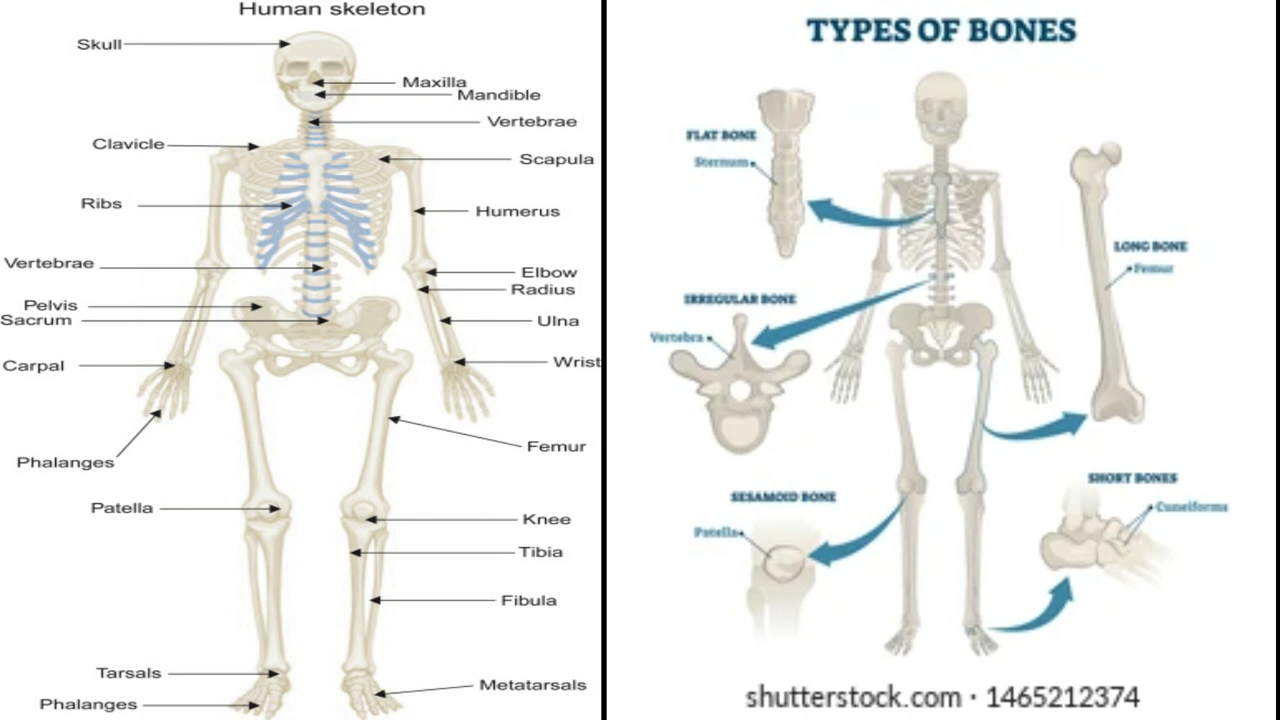 Human skeleton
Skull
Maxilla
Mandible
Vertebrae
Clavicle
Scapula
Ribs
Humerus
Vertebrae
Elbow
Radius
Pelvis
Sacrum
Ulna
Carpal
Wrist
Femur
Phalanges
Patella
Knee
Tibia
Fibula
Tarsals
Metatarsals
Phalanges
TYPES OF BONES
FLAT BONE
Sternum
LONG BONE
Femur
IRREGULAR BONE
Vertebra
SHORT BONES
Cuneiforms
SESAMOID BONE
Patella
shutterstock.com · 1465212374